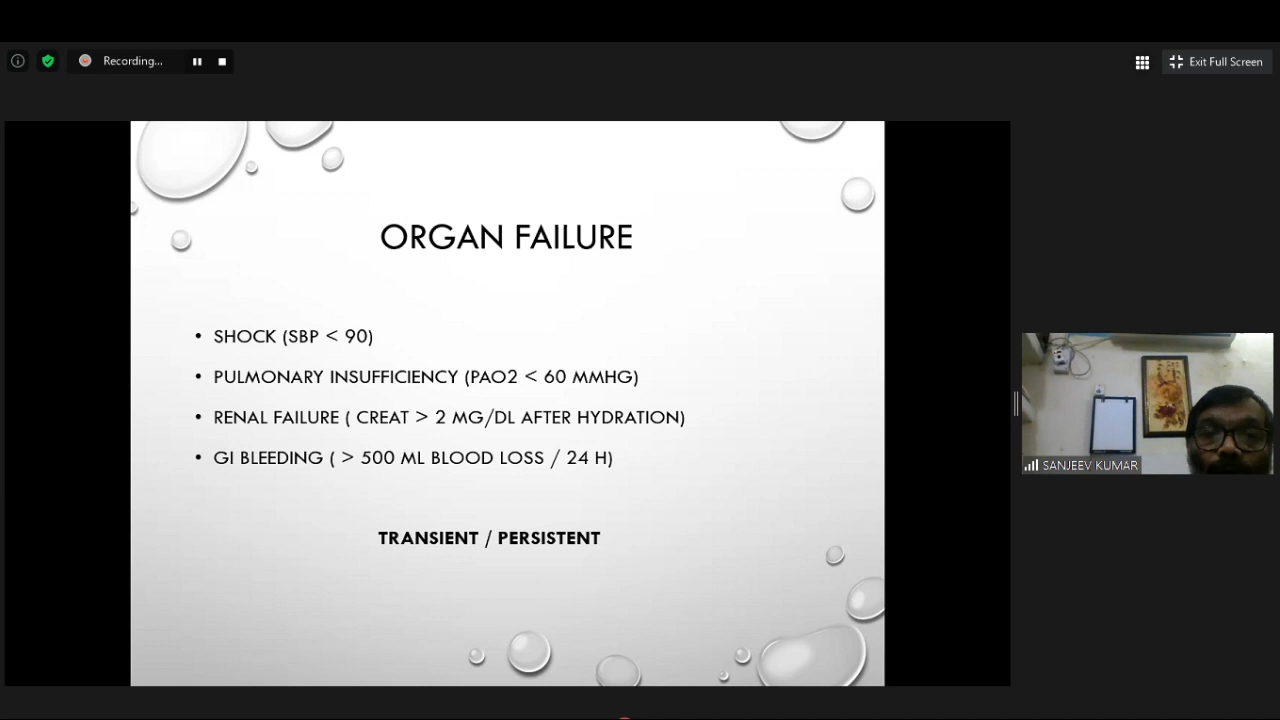 Recording...
Exit Full Screen
ORGAN FAILURE
• SHOCK (SBP < 90)
• PULMONARY INSUFFICIENCY (PAO2 < 60 MMHG)
• RENAL FAILURE ( CREAT > 2 MG/DL AFTER HYDRATION)
• GI BLEEDING ( > 500 ML BLOOD LOSS / 24 H)
TRANSIENT / PERSISTENT
SANJEEV KUMAR